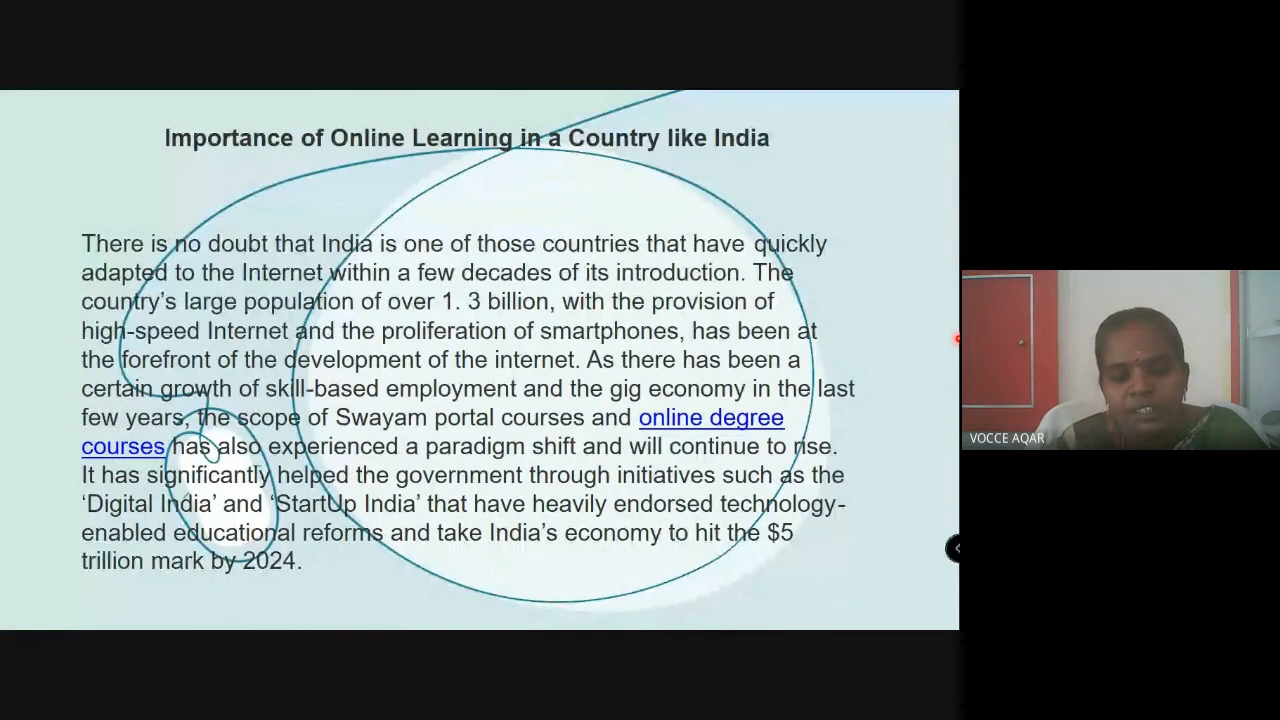 Importance of Online Learning in a Country like India
There is no doubt that India is one of those countries that have quickly
adapted to the Internet within a few decades of its introduction. The
country’s large population of over 1. 3 billion, with the provision of
high-speed Internet and the proliferation of smartphones, has been at
the forefront of the development of the internet. As there has been a
certain growth of skill-based employment and the gig economy in the last
few years, the scope of Swayam portal courses and online degree
courses has also experienced a paradigm shift and will continue to rise.
It has significantly helped the government through initiatives such as the
‘Digital India’ and ‘StartUp India’ that have heavily endorsed technology-
enabled educational reforms and take India’s economy to hit the $5
trillion mark by 2024.
VOCCE AQAR